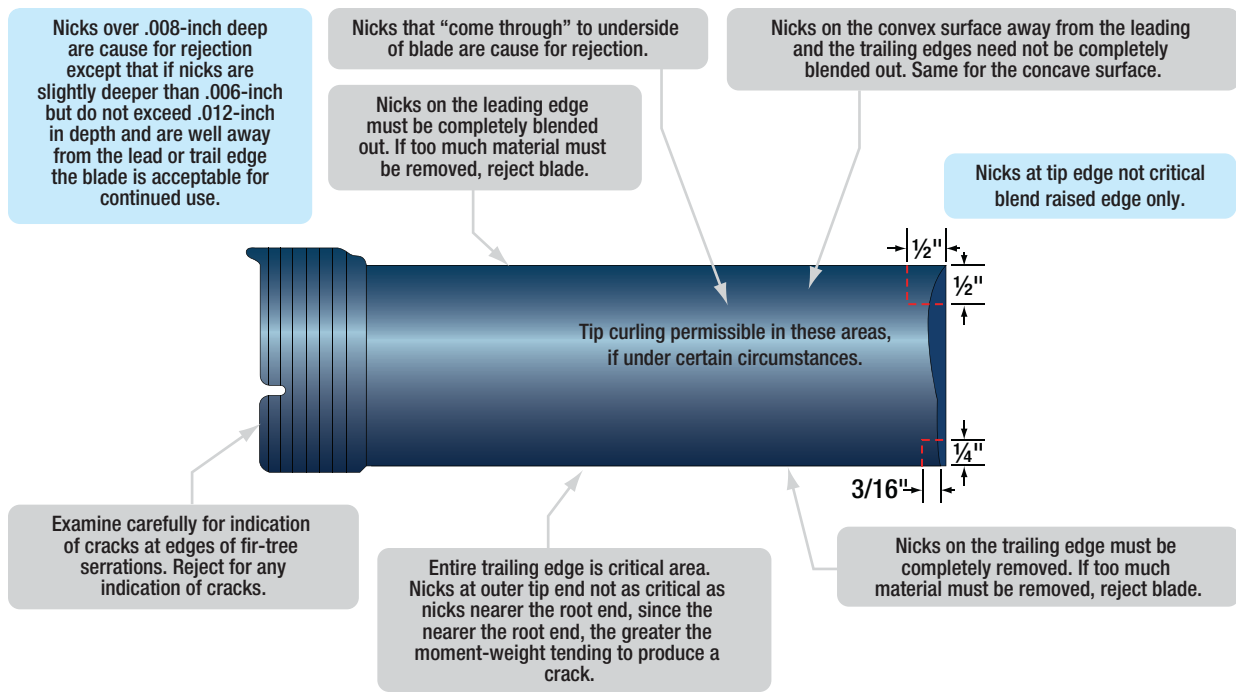 Nicks over .008-inch deep
are cause for rejection
except that if nicks are
slightly deeper than .006-inch
but do not exceed .012-inch
in depth and are well away
from the lead or trail edge
the blade is acceptable for
continued use.
Nicks that “come through” to underside
of blade are cause for rejection.
Nicks on the convex surface away from the leading
and the trailing edges need not be completely
blended out. Same for the concave surface.
Nicks on the leading edge
must be completely blended
out. If too much material must
be removed, reject blade.
Nicks at tip edge not critical
blend raised edge only.
½"
½"
Tip curling permissible in these areas,
if under certain circumstances.
¼"
3/16"
Examine carefully for indication
of cracks at edges of fir-tree
serrations. Reject for any
indication of cracks.
Entire trailing edge is critical area.
Nicks at outer tip end not as critical as
nicks nearer the root end, since the
nearer the root end, the greater the
moment-weight tending to produce a
crack.
Nicks on the trailing edge must be
completely removed. If too much
material must be removed, reject blade.